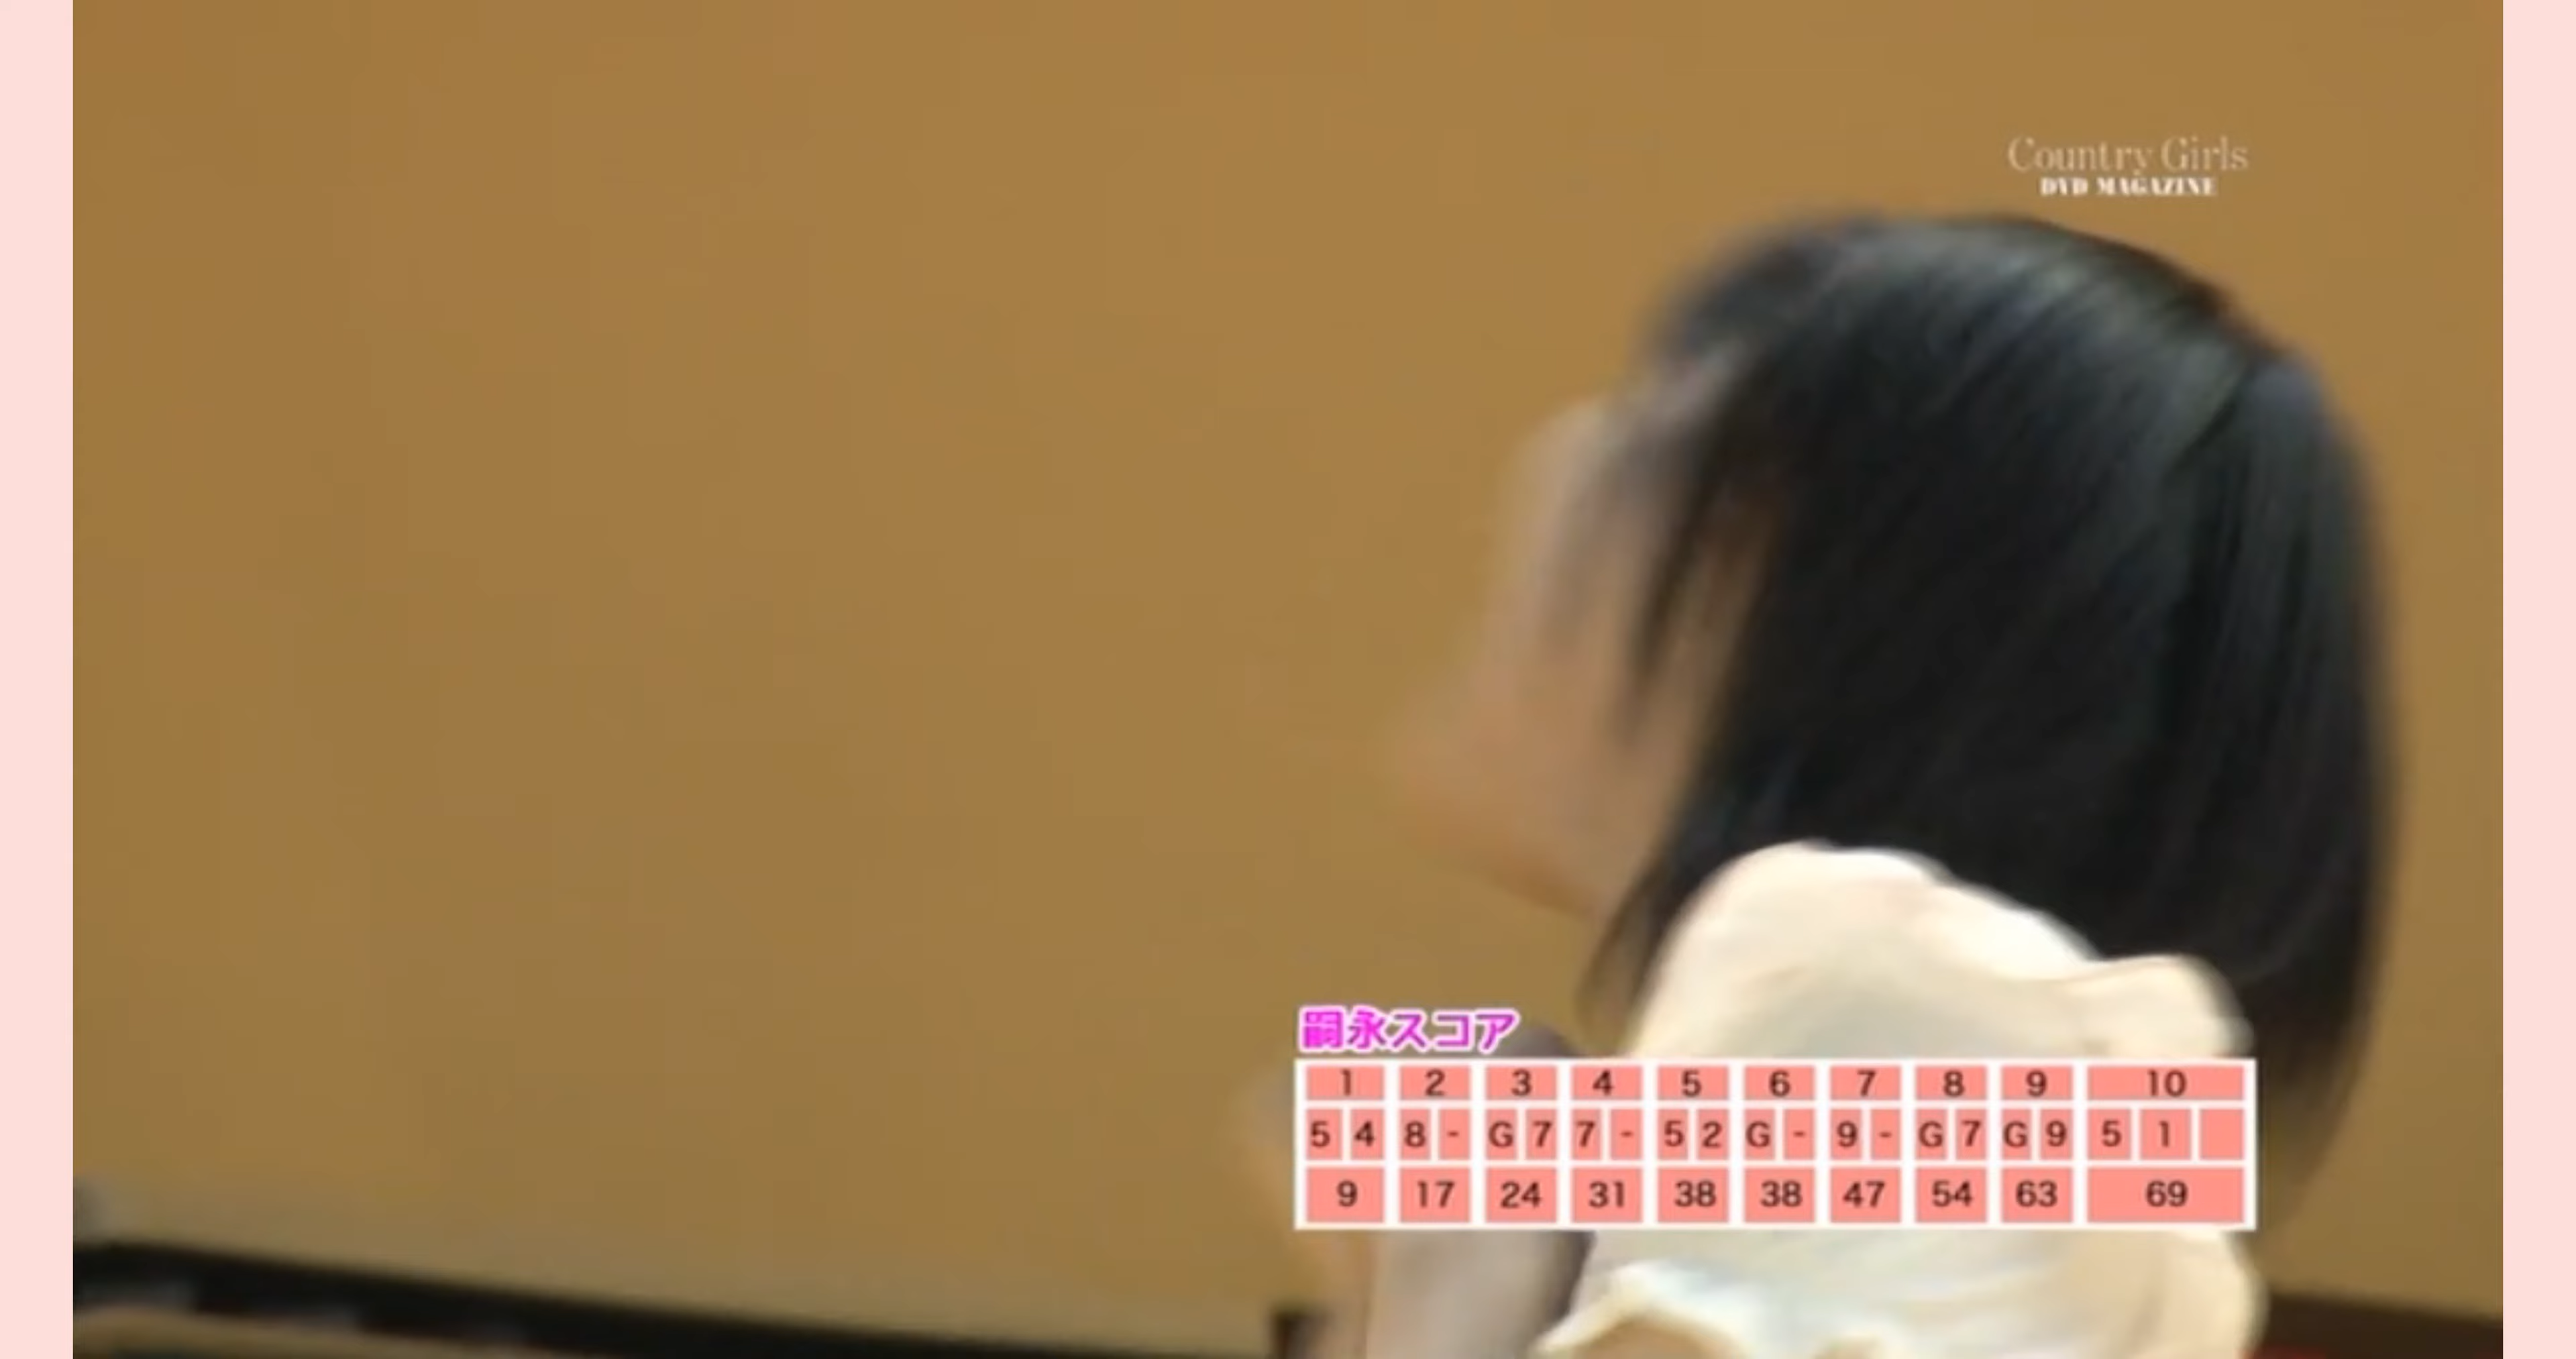 Country Girls
DVD MAGAZINE
嗣永スコア
1 2 3 4 5 6 7 8 9 10
5 4 8 - G 7 7 - 5 2 G - 9 - G 7 G 9 5 1
9 17 24 31 38 38 47 54 63 69